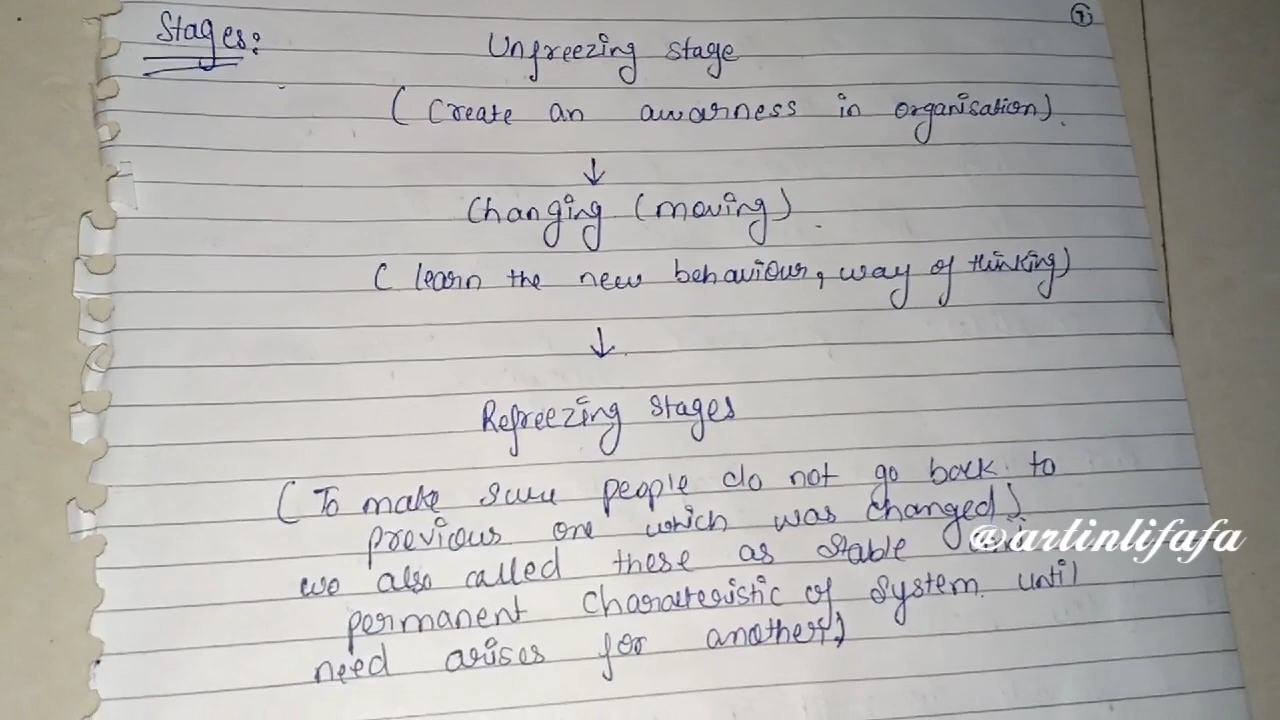 Stages:
7
Unfreezing stage
(Create an awarness in organisation).
↓
Changing (moving).
(learn the new behaviour, way of thinking)
↓
Refreezing stages
(To make sure people do not go back to
previous one which was changed)
@artinlifafa
we also called these as stable
permanent characteristic of system until
need arises for another)